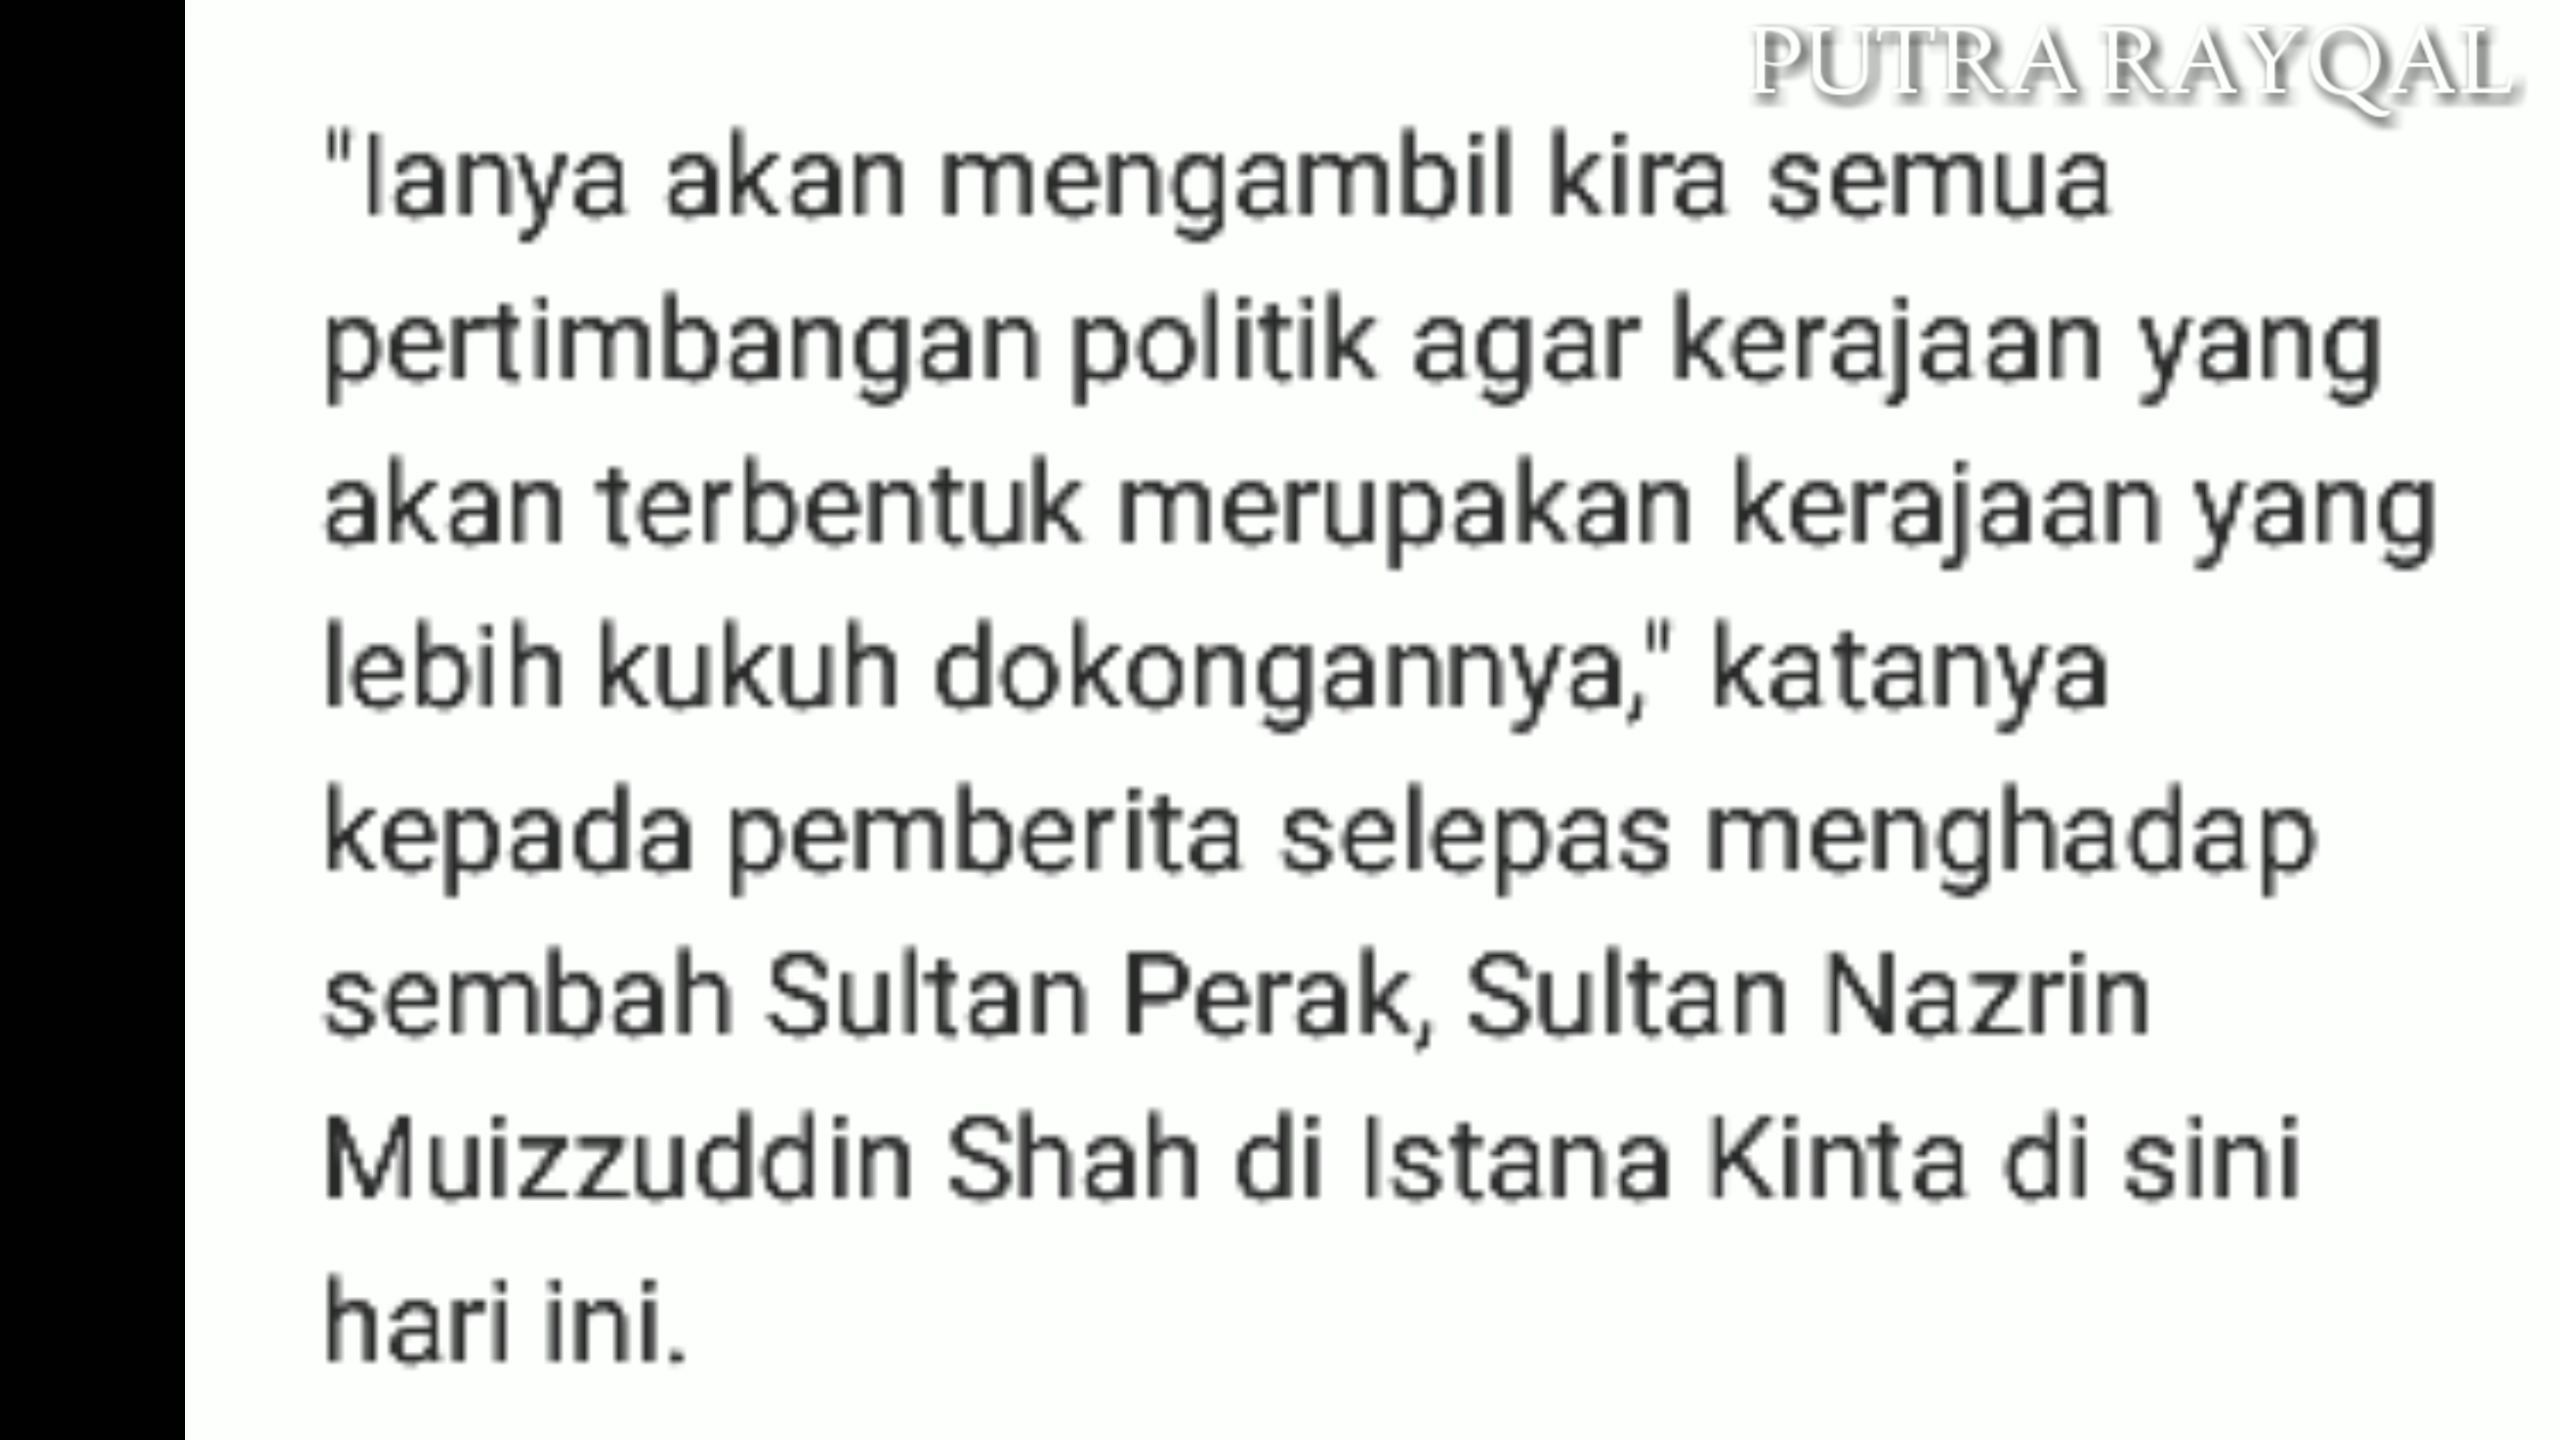 PUTRA RAYQAL
"Ianya akan mengambil kira semua
pertimbangan politik agar kerajaan yang
akan terbentuk merupakan kerajaan yang
lebih kukuh dokongannya," katanya
kepada pemberita selepas menghadap
sembah Sultan Perak, Sultan Nazrin
Muizzuddin Shah di Istana Kinta di sini
hari ini.